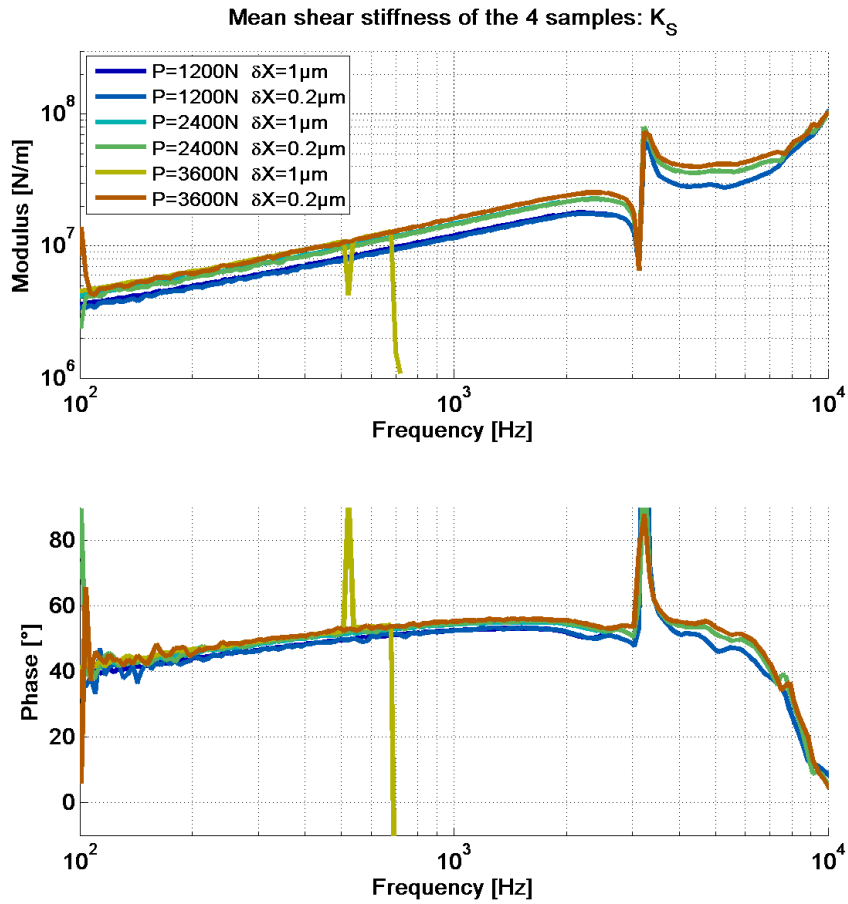 Mean shear stiffness of the 4 samples: K_S
P=1200N δX=1µm
P=1200N δX=0.2µm
P=2400N δX=1µm
P=2400N δX=0.2µm
P=3600N δX=1µm
P=3600N δX=0.2µm
Modulus [N/m]
10^8
10^7
10^6
10^2 10^3 10^4
Frequency [Hz]
Phase [°]
80
60
40
20
0
10^2 10^3 10^4
Frequency [Hz]